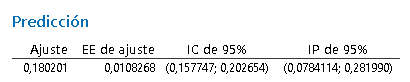 Predicción
Ajuste EE de ajuste IC de 95% IP de 95%
0,180201 0,0108268 (0,157747; 0,202654) (0,0784114; 0,281990)